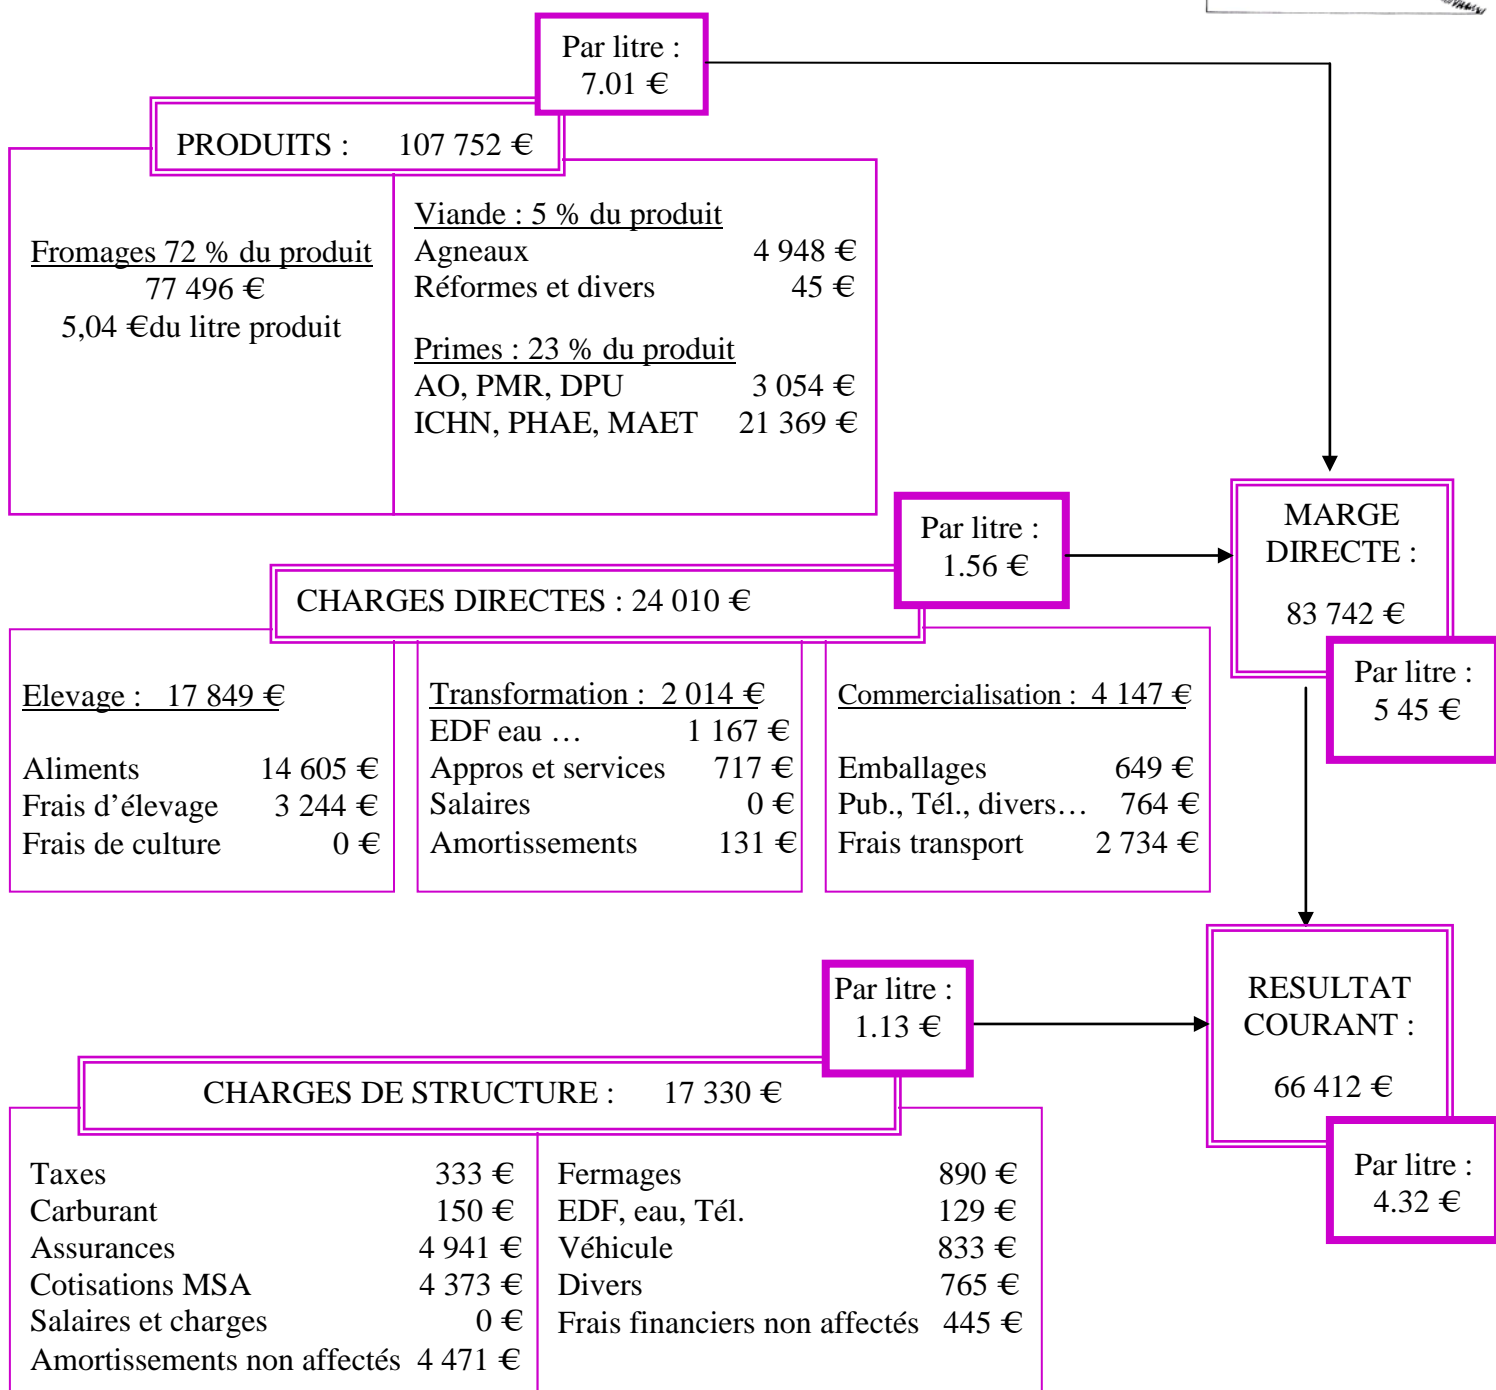 Par litre :
7.01 €
PRODUITS : 107 752 €
Fromages 72 % du produit
77 496 €
5,04 €du litre produit
Viande : 5 % du produit
Agneaux 4 948 €
Réformes et divers 45 €
Primes : 23 % du produit
AO, PMR, DPU 3 054 €
ICHN, PHAE, MAET 21 369 €
Par litre :
1.56 €
MARGE
DIRECTE :
83 742 €
Par litre :
5 45 €
CHARGES DIRECTES : 24 010 €
Elevage : 17 849 €
Aliments 14 605 €
Frais d’élevage 3 244 €
Frais de culture 0 €
Transformation : 2 014 €
EDF eau … 1 167 €
Appros et services 717 €
Salaires 0 €
Amortissements 131 €
Commercialisation : 4 147 €
Emballages 649 €
Pub., Tél., divers… 764 €
Frais transport 2 734 €
Par litre :
1.13 €
RESULTAT
COURANT :
66 412 €
Par litre :
4.32 €
CHARGES DE STRUCTURE : 17 330 €
Taxes 333 €
Carburant 150 €
Assurances 4 941 €
Cotisations MSA 4 373 €
Salaires et charges 0 €
Amortissements non affectés 4 471 €
Fermages 890 €
EDF, eau, Tél. 129 €
Véhicule 833 €
Divers 765 €
Frais financiers non affectés 445 €